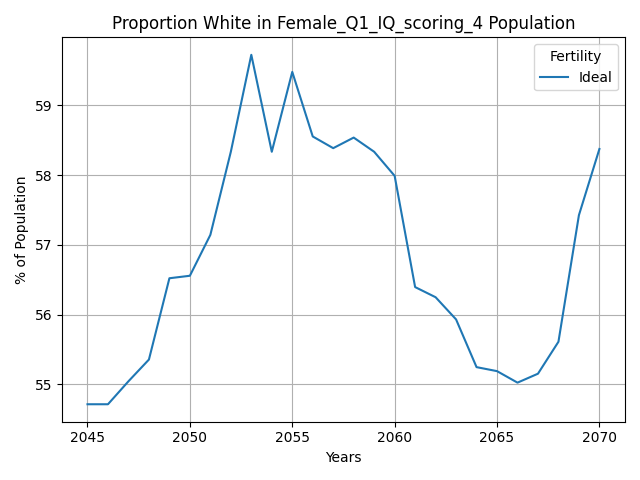 Proportion White in Female_Q1_IQ_scoring_4 Population
Fertility
Ideal
% of Population
59
58
57
56
55
2045 2050 2055 2060 2065 2070
Years